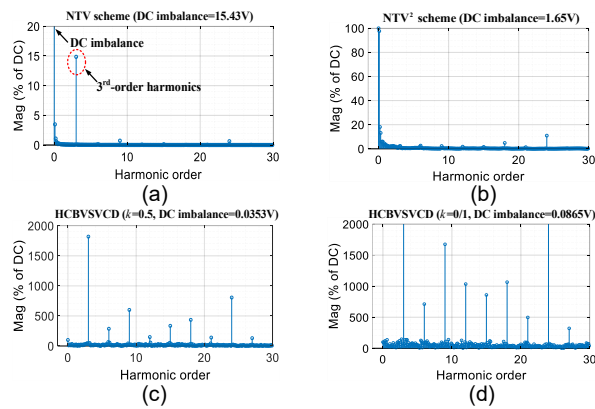 NTV scheme (DC imbalance=15.43V)
20
15
10
5
0
Mag (% of DC)
DC imbalance
3rd-order harmonics
0 10 20 30
Harmonic order
(a)
NTV² scheme (DC imbalance=1.65V)
100
80
60
40
20
0
Mag (% of DC)
0 10 20 30
Harmonic order
(b)
HCBVSVCD (k=0.5, DC imbalance=0.0353V)
2000
1500
1000
500
0
Mag (% of DC)
0 10 20 30
Harmonic order
(c)
HCBVSVCD (k=0/1, DC imbalance=0.0865V)
2000
1500
1000
500
0
Mag (% of DC)
0 10 20 30
Harmonic order
(d)